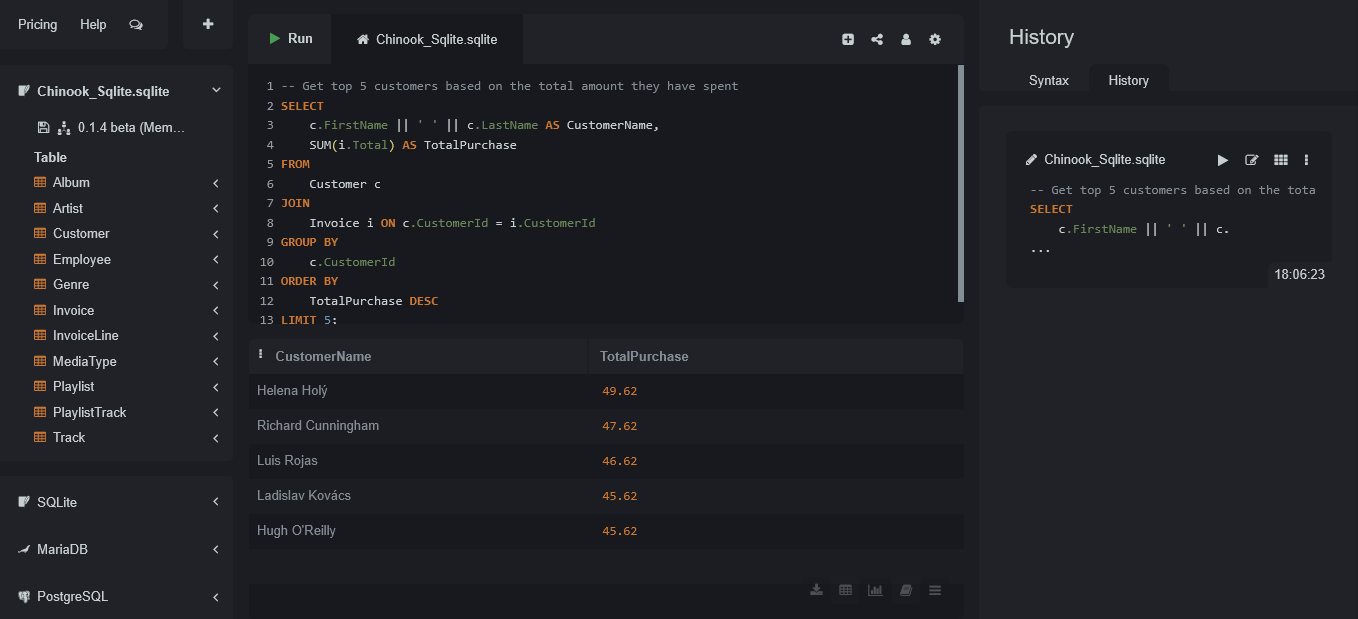 Pricing Help
Chinook_Sqlite.sqlite
0.1.4 beta (Mem...
Table
Album
Artist
Customer
Employee
Genre
Invoice
InvoiceLine
MediaType
Playlist
PlaylistTrack
Track
SQLite
MariaDB
PostgreSQL
Run Chinook_Sqlite.sqlite
1 -- Get top 5 customers based on the total amount they have spent
2 SELECT
3 c.FirstName || ' ' || c.LastName AS CustomerName,
4 SUM(i.Total) AS TotalPurchase
5 FROM
6 Customer c
7 JOIN
8 Invoice i ON c.CustomerId = i.CustomerId
9 GROUP BY
10 c.CustomerId
11 ORDER BY
12 TotalPurchase DESC
13 LIMIT 5;
CustomerName TotalPurchase
Helena Holý 49.62
Richard Cunningham 47.62
Luis Rojas 46.62
Ladislav Kovács 45.62
Hugh O'Reilly 45.62
History
Syntax History
Chinook_Sqlite.sqlite
-- Get top 5 customers based on the tota
SELECT
c.FirstName || ' ' || c.
...
18:06:23